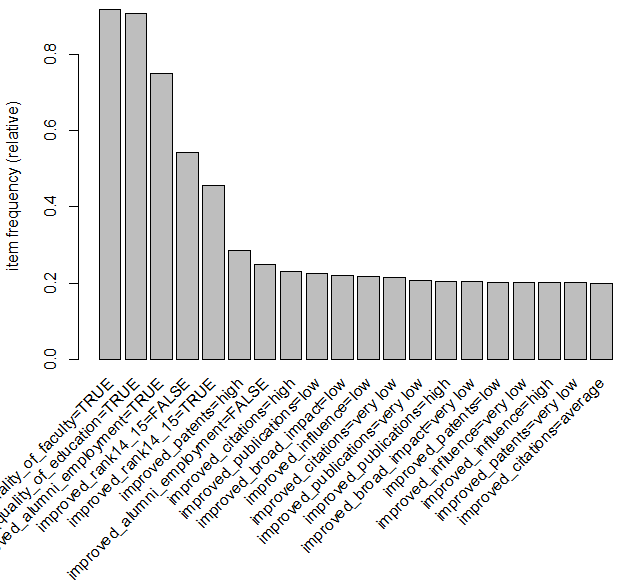 item frequency (relative)
0.8
0.6
0.4
0.2
0.0
ality_of_faculty=TRUE
quality_of_education=TRUE
ved_alumni_employment=TRUE
improved_rank14_15=FALSE
improved_rank14_15=TRUE
improved_patents=high
improved_alumni_employment=FALSE
improved_citations=high
improved_publications=low
improved_broad_impact=low
improved_influence=low
improved_citations=very low
improved_publications=very low
improved_publications=high
improved_broad_impact=very low
improved_patents=low
improved_influence=very low
improved_influence=high
improved_patents=very low
improved_citations=average